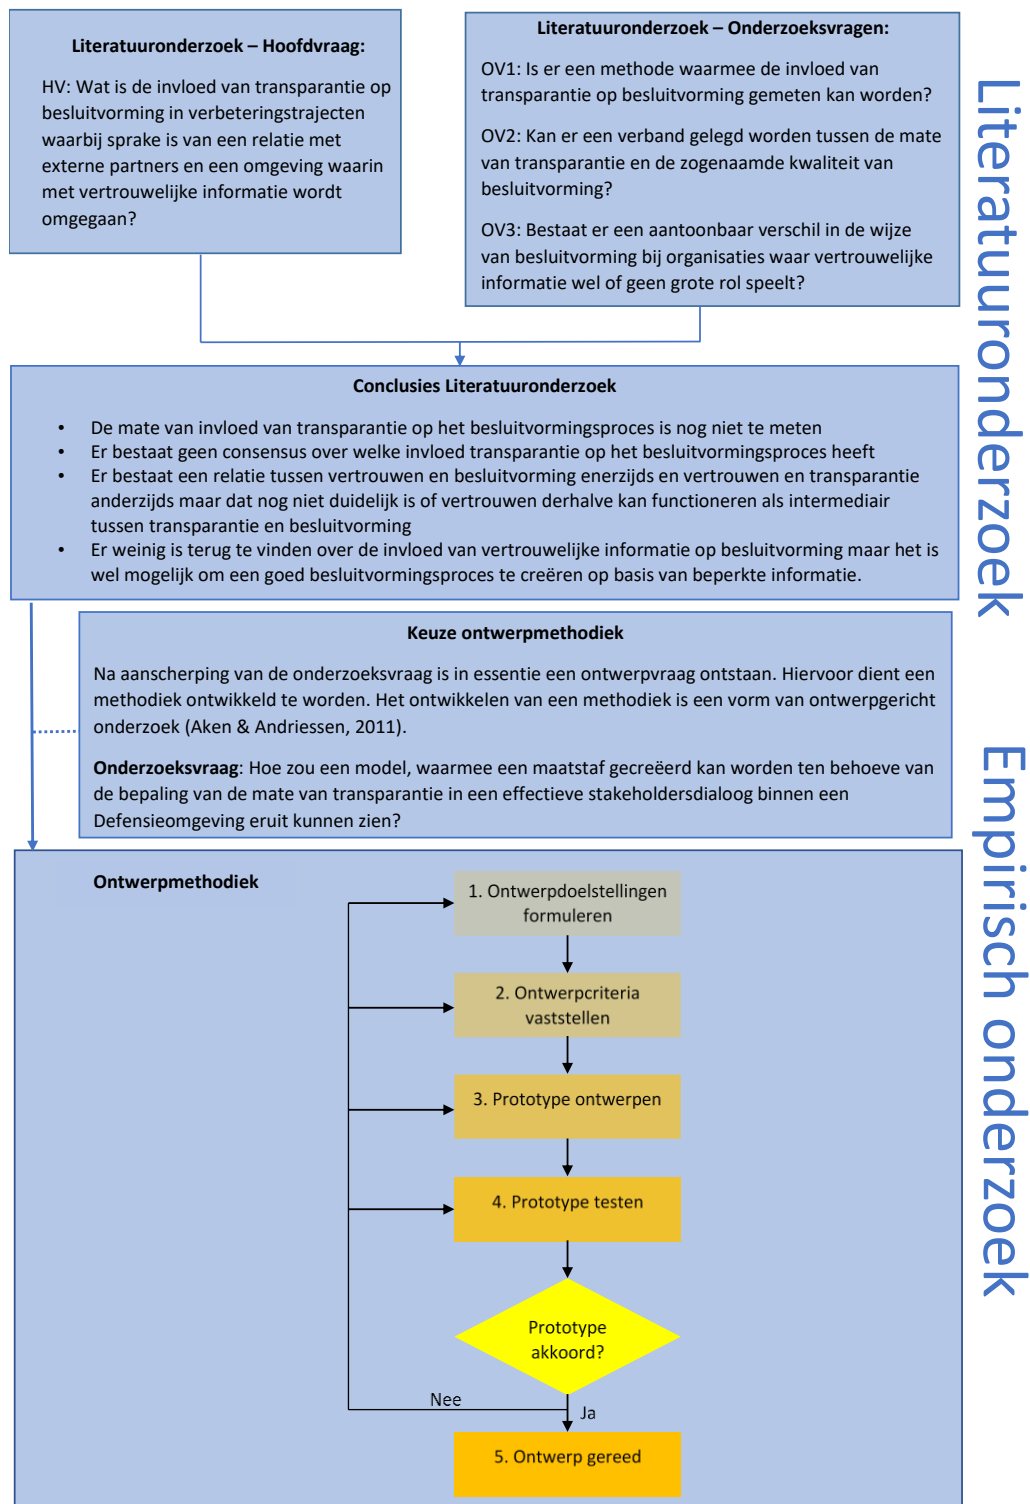 Literatuuronderzoek – Hoofdvraag:
HV: Wat is de invloed van transparantie op
besluitvorming in verbeteringstrajecten
waarbij sprake is van een relatie met
externe partners en een omgeving waarin
met vertrouwelijke informatie wordt
omgegaan?
Literatuuronderzoek – Onderzoeksvragen:
OV1: Is er een methode waarmee de invloed van
transparantie op besluitvorming gemeten kan worden?
OV2: Kan er een verband gelegd worden tussen de mate
van transparantie en de zogenaamde kwaliteit van
besluitvorming?
OV3: Bestaat er een aantoonbaar verschil in de wijze
van besluitvorming bij organisaties waar vertrouwelijke
informatie wel of geen grote rol speelt?
Literatuuronderzoek
Conclusies Literatuuronderzoek
• De mate van invloed van transparantie op het besluitvormingsproces is nog niet te meten
• Er bestaat geen consensus over welke invloed transparantie op het besluitvormingsproces heeft
• Er bestaat een relatie tussen vertrouwen en besluitvorming enerzijds en vertrouwen en transparantie
anderzijds maar dat nog niet duidelijk is of vertrouwen derhalve kan functioneren als intermediair
tussen transparantie en besluitvorming
• Er weinig is terug te vinden over de invloed van vertrouwelijke informatie op besluitvorming maar het is
wel mogelijk om een goed besluitvormingsproces te creëren op basis van beperkte informatie.
Keuze ontwerpmethodiek
Na aanscherping van de onderzoeksvraag is in essentie een ontwerpvraag ontstaan. Hiervoor dient een
methodiek ontwikkeld te worden. Het ontwikkelen van een methodiek is een vorm van ontwerpgericht
onderzoek (Aken & Andriessen, 2011).
Onderzoeksvraag: Hoe zou een model, waarmee een maatstaf gecreëerd kan worden ten behoeve van
de bepaling van de mate van transparantie in een effectieve stakeholdersdialoog binnen een
Defensieomgeving eruit kunnen zien?
Empirisch onderzoek
Ontwerpmethodiek
1. Ontwerpdoelstellingen
formuleren
2. Ontwerpcriteria
vaststellen
3. Prototype ontwerpen
4. Prototype testen
Prototype
akkoord?
Nee
Ja
5. Ontwerp gereed